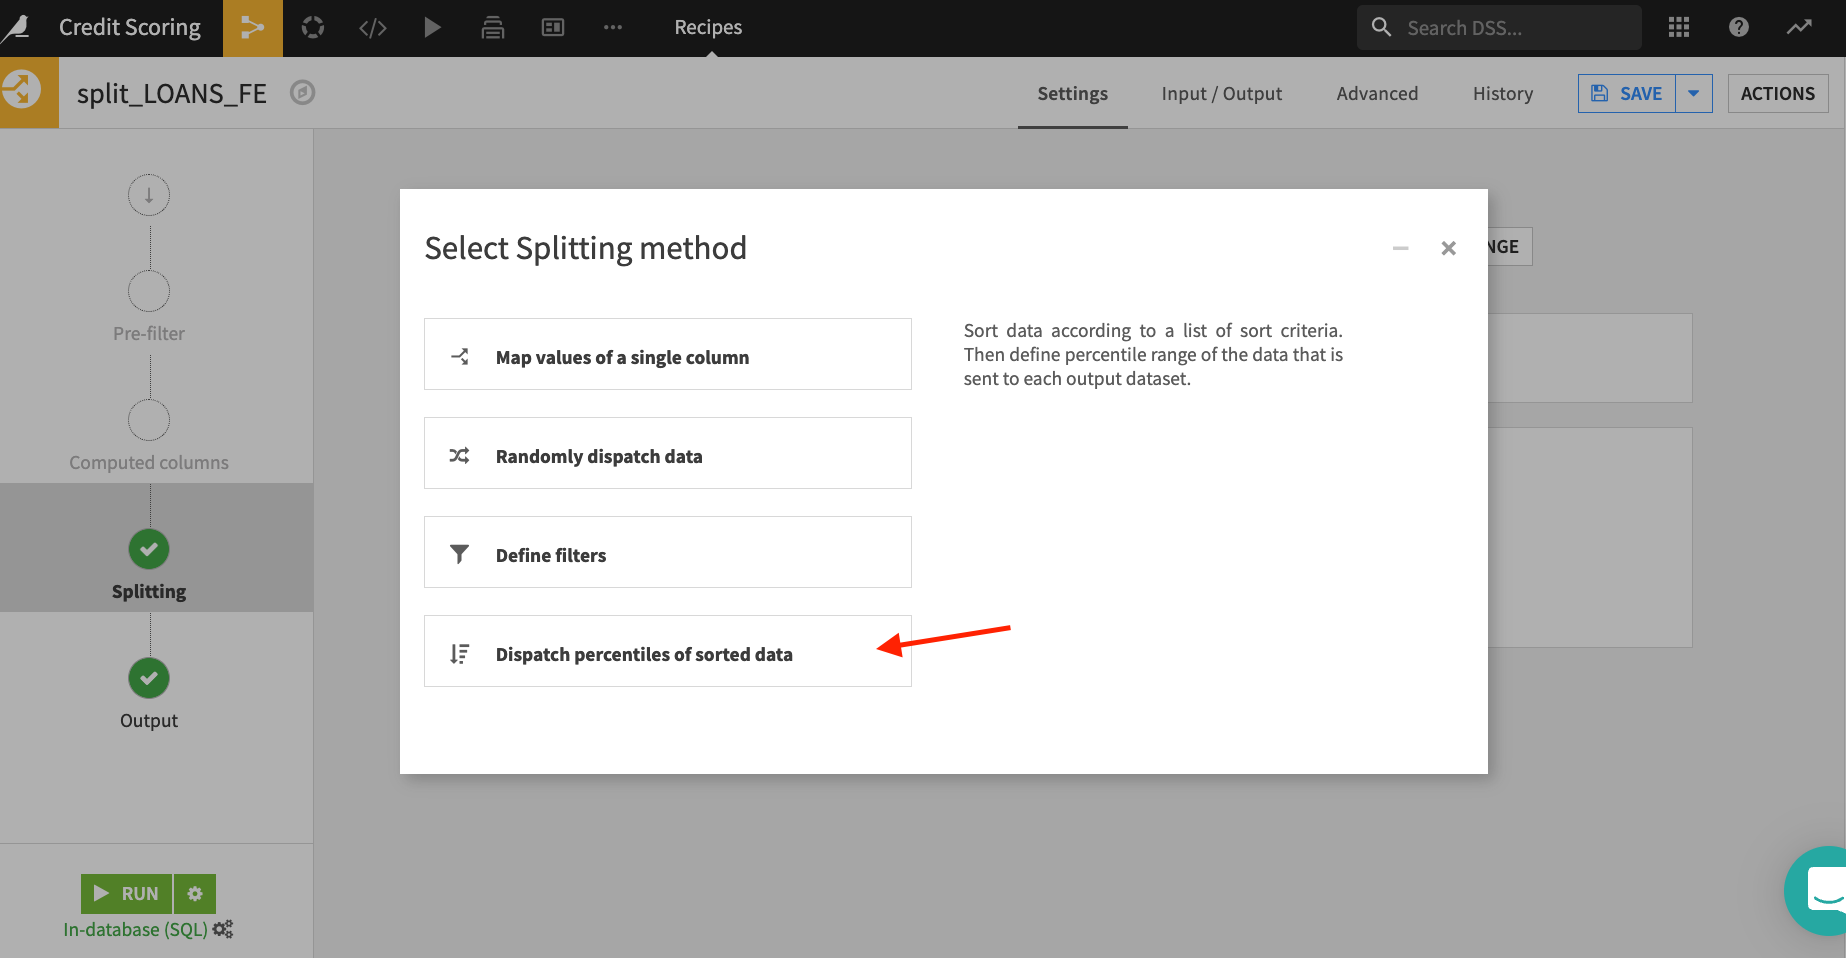 Credit Scoring
Recipes
Search DSS...
split_LOANS_FE
Settings
Input / Output
Advanced
History
SAVE
ACTIONS
Pre-filter
Computed columns
Splitting
Output
RUN
In-database (SQL)
Select Splitting method
NGE
Map values of a single column
Randomly dispatch data
Define filters
Dispatch percentiles of sorted data
Sort data according to a list of sort criteria.
Then define percentile range of the data that is
sent to each output dataset.